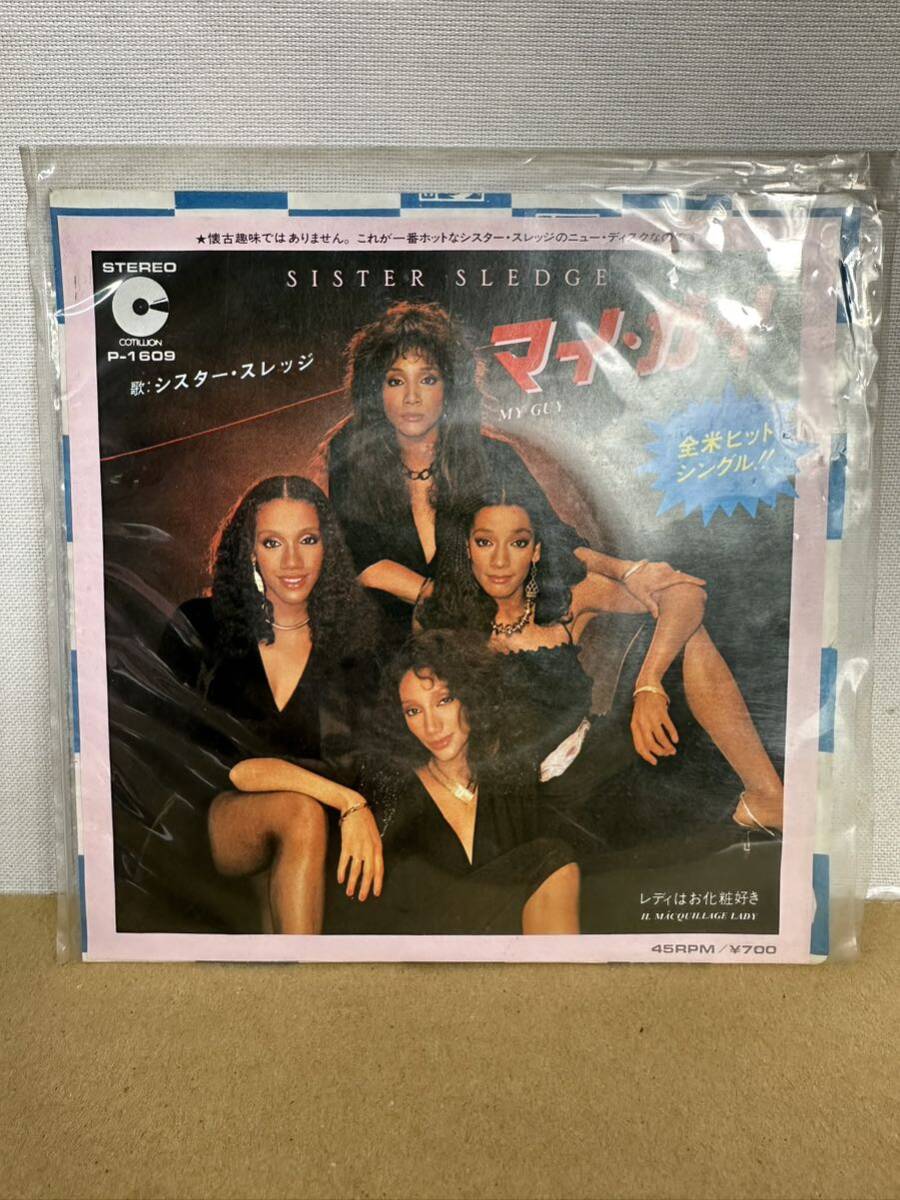 ★懐古趣味ではありません。これが一番ホットなシスター・スレッジのニュー・ディスクなので
STEREO
COTILLION
P-1609
SISTER SLEDGE
マイ・ガイ
MY GUY
歌:シスター・スレッジ
全米ヒット
シングル!!
レディはお化粧好き
IL MÁCQUILLAGE LADY
45RPM/¥700